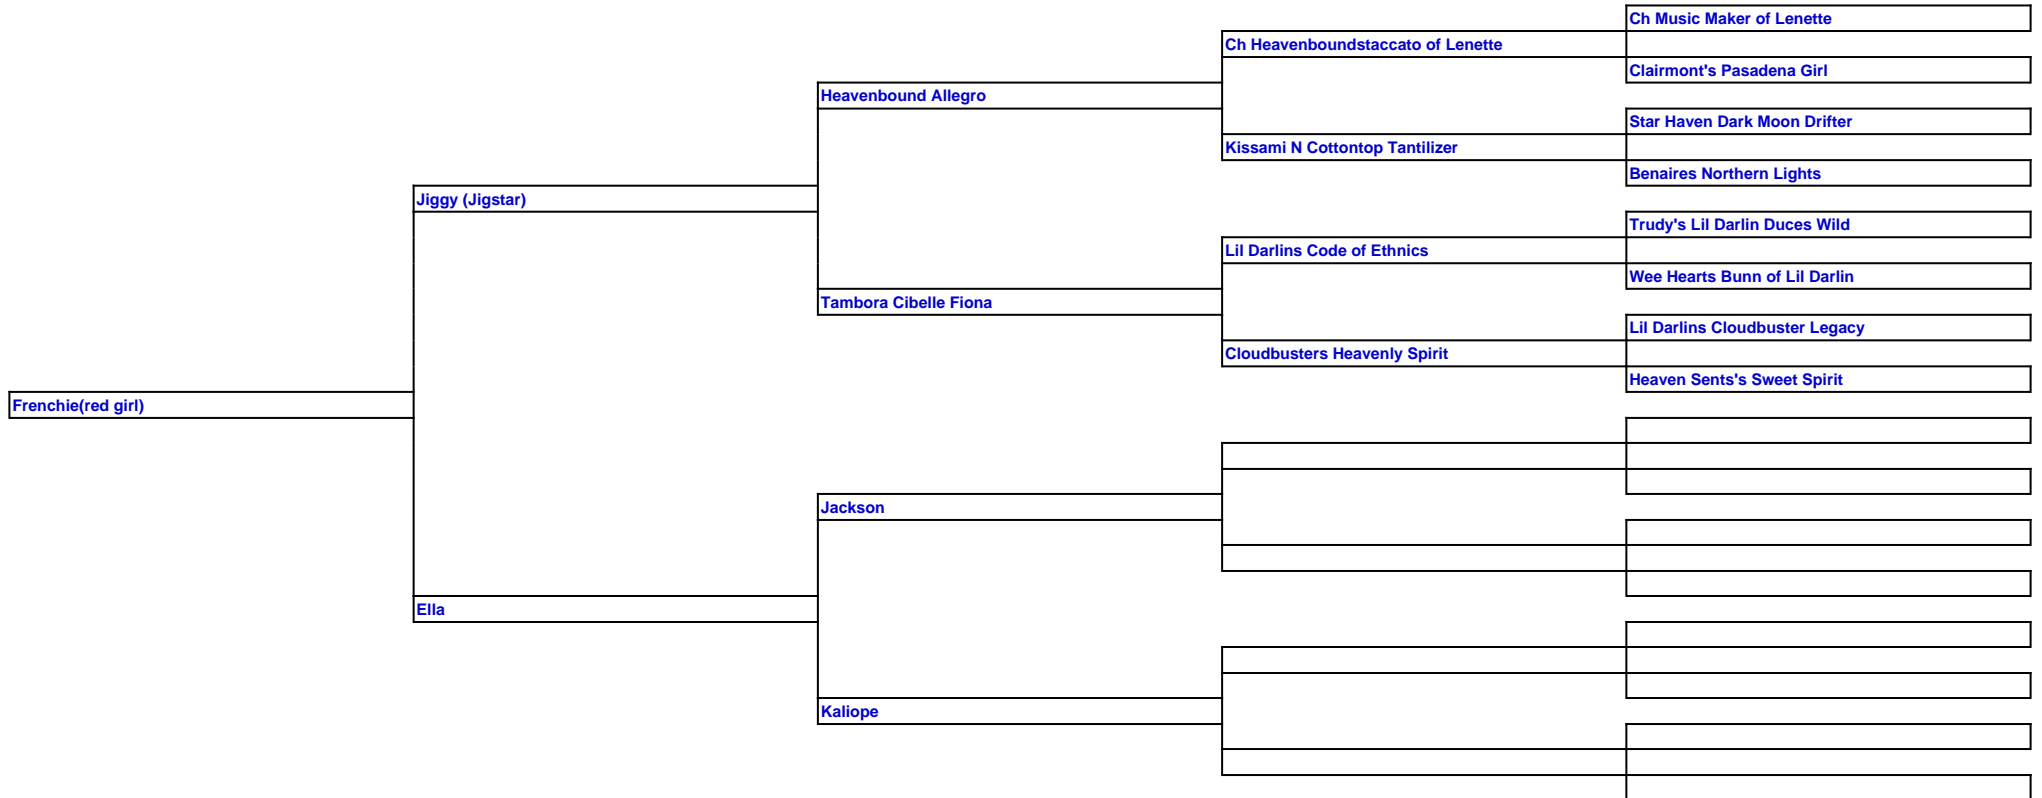 Ch Music Maker of Lenette
Ch Heavenboundstaccato of Lenette
Clairmont's Pasadena Girl
Heavenbound Allegro
Star Haven Dark Moon Drifter
Kissami N Cottontop Tantilizer
Benaires Northern Lights
Jiggy (Jigstar)
Trudy's Lil Darlin Duces Wild
Lil Darlins Code of Ethnics
Wee Hearts Bunn of Lil Darlin
Tambora Cibelle Fiona
Lil Darlins Cloudbuster Legacy
Cloudbusters Heavenly Spirit
Heaven Sents's Sweet Spirit
Frenchie(red girl)
Jackson
Ella
Kaliope